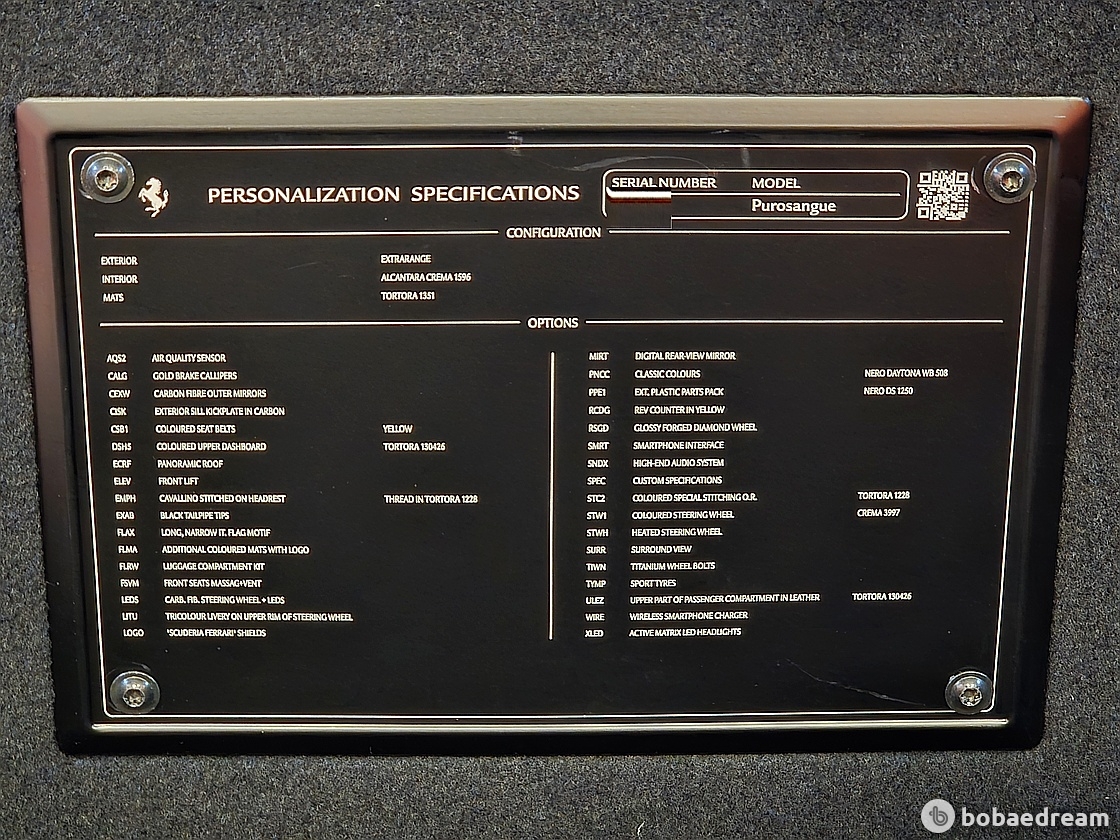 PERSONALIZATION SPECIFICATIONS
SERIAL NUMBER MODEL
Purosangue
CONFIGURATION
EXTERIOR EXTRARANGE
INTERIOR ALCANTARA CREMA 1596
MATS TORTORA 1351
OPTIONS
AQS2 AIR QUALITY SENSOR
CALG GOLD BRAKE CALLIPERS
CEXW CARBON FIBRE OUTER MIRRORS
CISK EXTERIOR SILL KICKPLATE IN CARBON
CSB1 COLOURED SEAT BELTS YELLOW
DSH5 COLOURED UPPER DASHBOARD TORTORA 130426
ECRF PANORAMIC ROOF
ELEV FRONT LIFT
EMPH CAVALLINO STITCHED ON HEADREST THREAD IN TORTORA 1228
EXAB BLACK TAILPIPE TIPS
FLAX LONG, NARROW IT. FLAG MOTIF
FLMA ADDITIONAL COLOURED MATS WITH LOGO
FLRW LUGGAGE COMPARTMENT KIT
FSVM FRONT SEATS MASSAG+VENT
LEDS CARB. FIB. STEERING WHEEL + LEDS
LITU TRICOLOUR LIVERY ON UPPER RIM OF STEERING WHEEL
LOGO 'SCUDERIA FERRARI' SHIELDS
MIRT DIGITAL REAR-VIEW MIRROR
PNCC CLASSIC COLOURS NERO DAYTONA WB 508
PPE1 EXT. PLASTIC PARTS PACK NERO DS 1250
RCDG REV COUNTER IN YELLOW
RSGD GLOSSY FORGED DIAMOND WHEEL
SMRT SMARTPHONE INTERFACE
SNDX HIGH-END AUDIO SYSTEM
SPEC CUSTOM SPECIFICATIONS
STC2 COLOURED SPECIAL STITCHING O.R. TORTORA 1228
STW1 COLOURED STEERING WHEEL CREMA 3997
STWH HEATED STEERING WHEEL
SURR SURROUND VIEW
TIWN TITANIUM WHEEL BOLTS
TYMP SPORT TYRES
ULEZ UPPER PART OF PASSENGER COMPARTMENT IN LEATHER TORTORA 130426
WIRE WIRELESS SMARTPHONE CHARGER
XLED ACTIVE MATRIX LED HEADLIGHTS
bobaedream